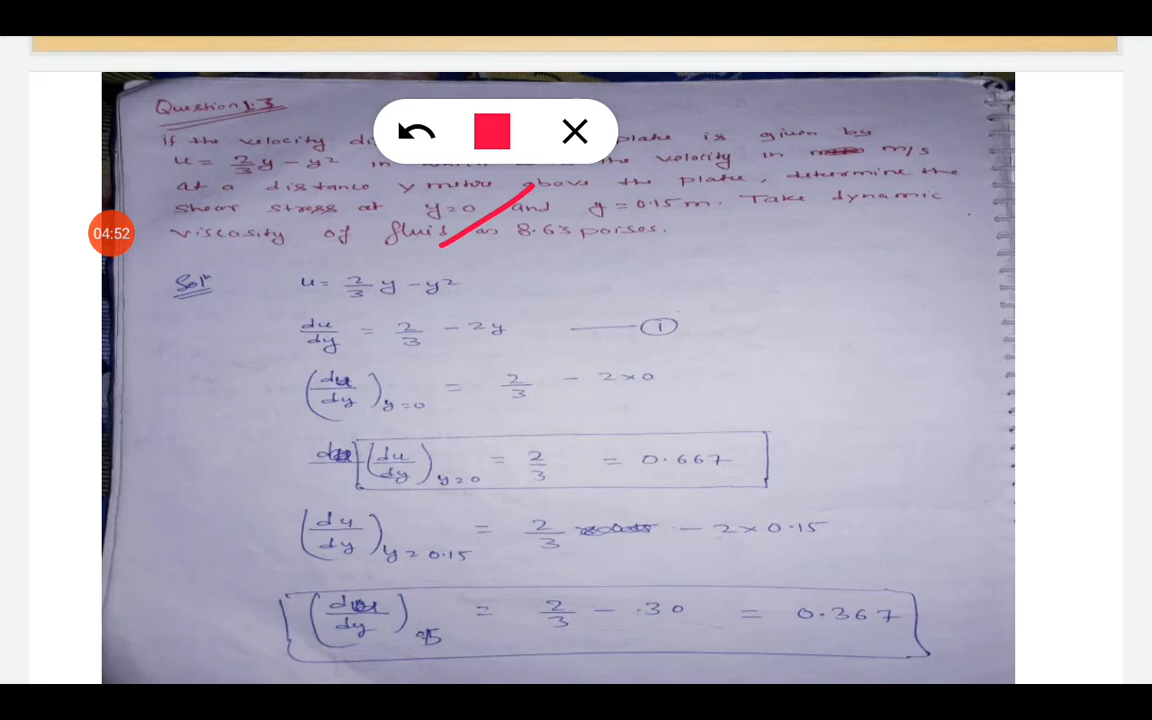 Question 1.3
if the velocity di plate is given by
u = 2/3 y - y² in the velocity in m/s
at a distance y metre above the plate, determine the
shear stress at y=0 and y = 0.15 m. Take dynamic
viscosity of fluid as 8.63 poises.
04:52
Solⁿ u = 2/3 y - y²
du/dy = 2/3 - 2y ——— ①
(du/dy) y=0 = 2/3 - 2×0
(du/dy) y=0 = 2/3 = 0.667
(du/dy) y=0.15 = 2/3 - 2×0.15
(du/dy) = 2/3 - .30 = 0.367